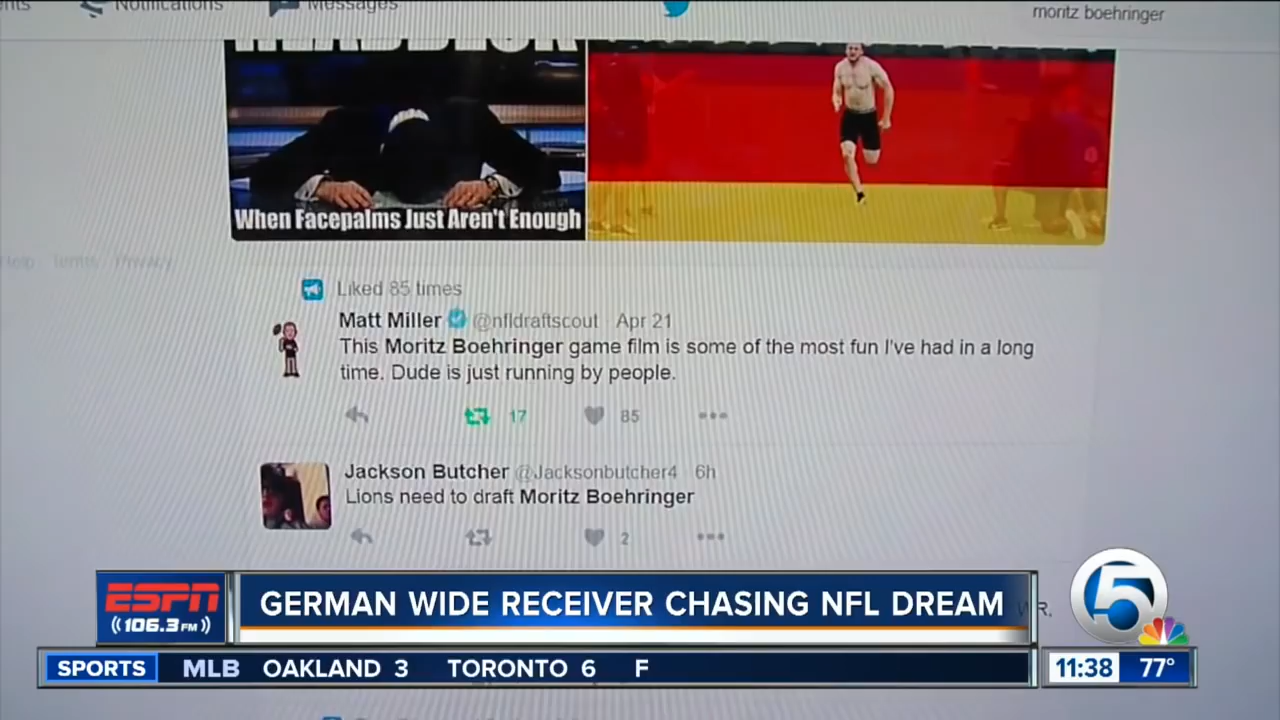 Notifications
Messages
moritz boehringer
When Facepalms Just Aren't Enough
Help Terms Privacy
Liked 85 times
Matt Miller @nfldraftscout · Apr 21
This Moritz Boehringer game film is some of the most fun I've had in a long
time. Dude is just running by people.
17 85
Jackson Butcher @Jacksonbutcher4 6h
Lions need to draft Moritz Boehringer
2
ESPN
106.3 FM
GERMAN WIDE RECEIVER CHASING NFL DREAM
5
SPORTS MLB OAKLAND 3 TORONTO 6 F
11:38 77°